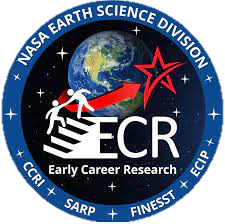 NASA EARTH SCIENCE DIVISION
ECR
Early Career Research
CCRI SARP FINESST ECIP